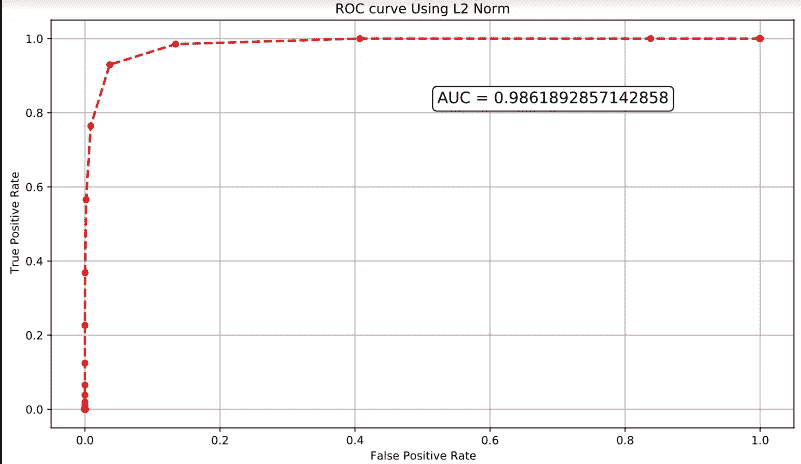 ROC curve Using L2 Norm
1.0
0.8
0.6
0.4
0.2
0.0
True Positive Rate
AUC = 0.9861892857142858
0.0 0.2 0.4 0.6 0.8 1.0
False Positive Rate